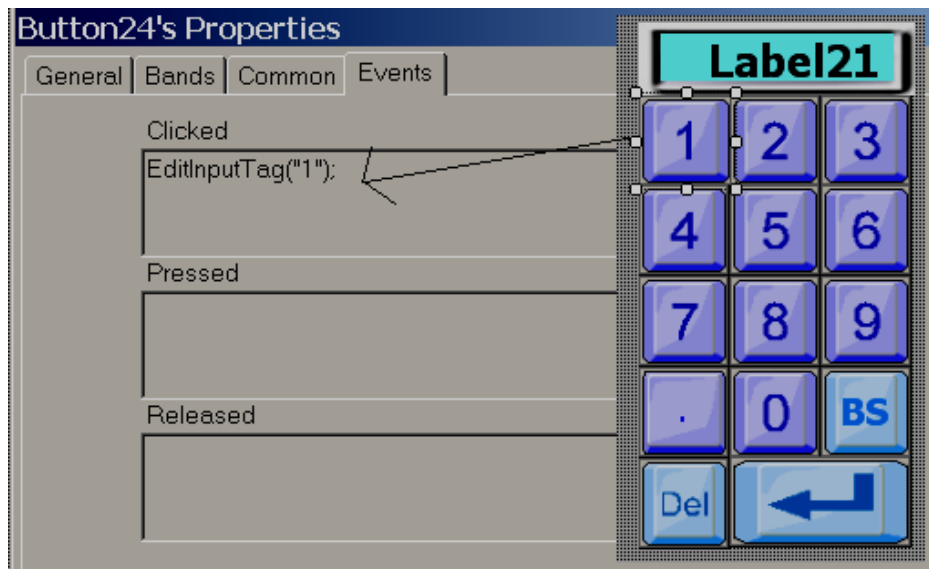 Button24's Properties
General Bands Common Events
Clicked
EditInputTag("1");
Pressed
Released
Label21
1 2 3
4 5 6
7 8 9
. 0 BS
Del